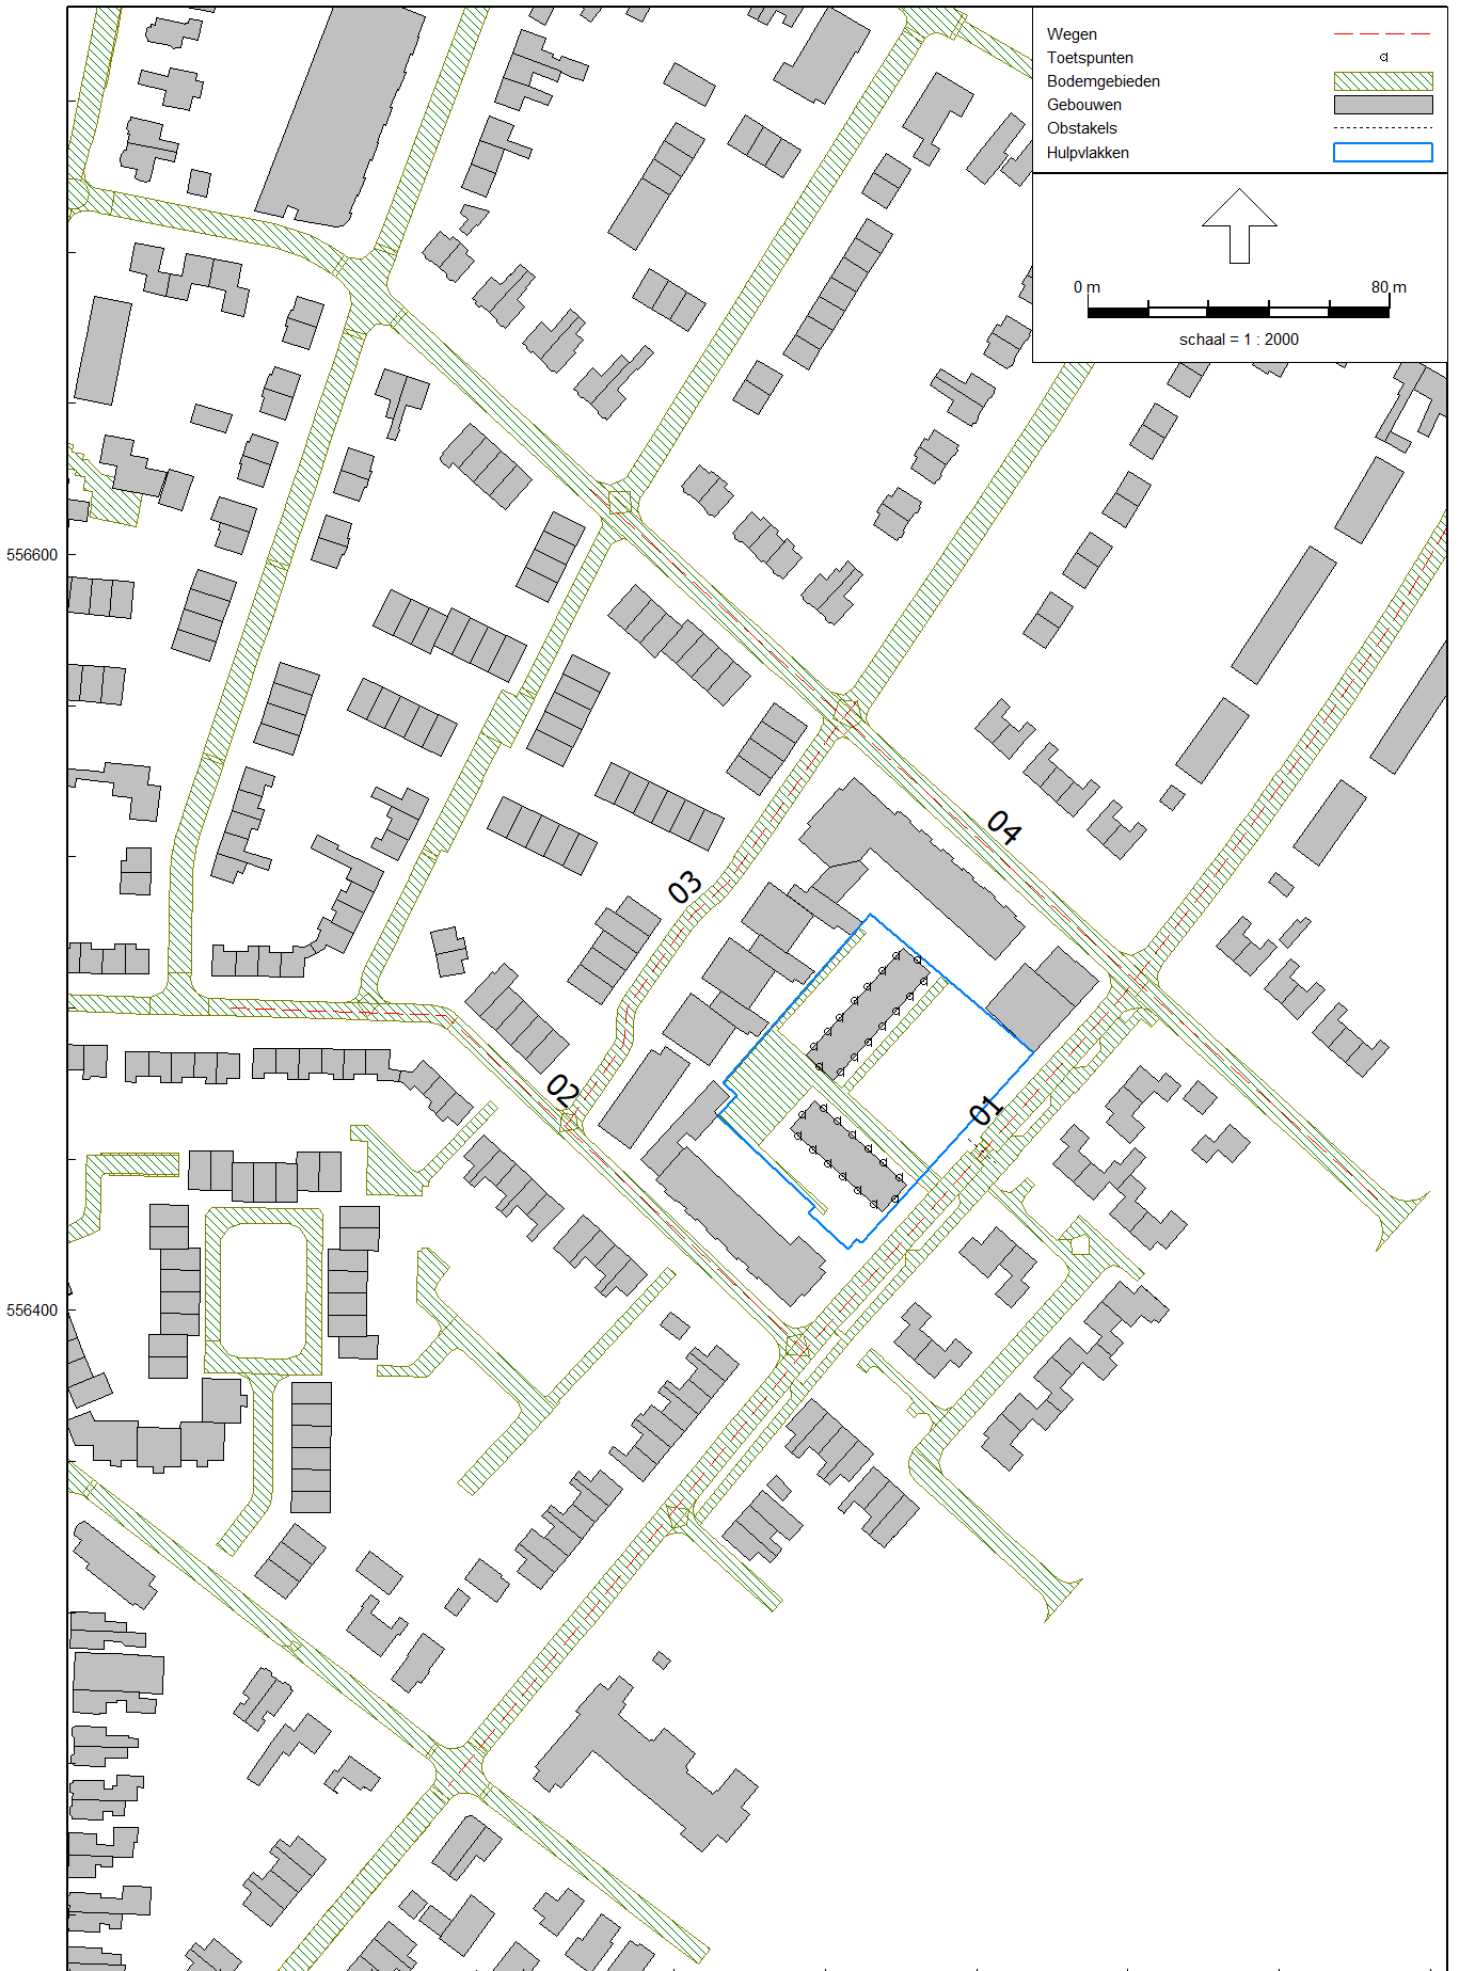 Wegen
Toetspunten
Bodemgebieden
Gebouwen
Obstakels
Hulpvlakken
0 m 80 m
schaal = 1 : 2000
556600
04
03
02
01
556400